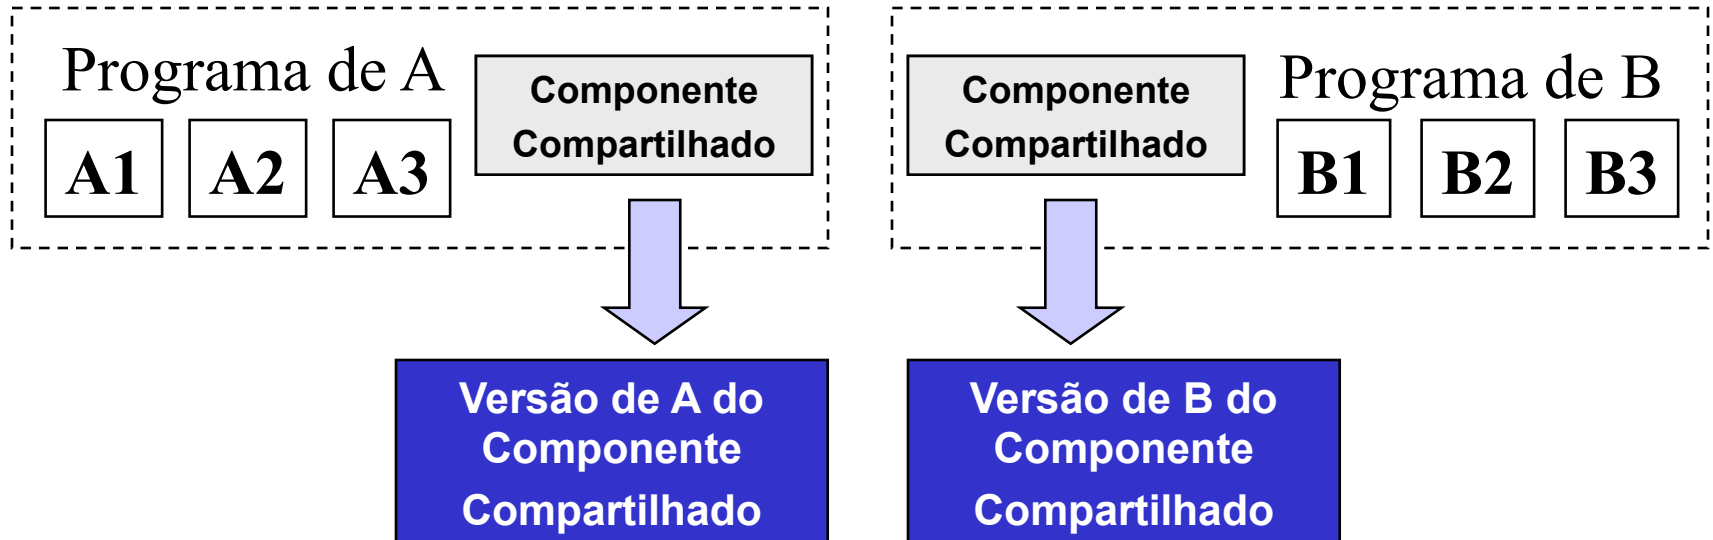 Programa de A
Componente
Compartilhado
A1 A2 A3
Componente
Compartilhado
Programa de B
B1 B2 B3
Versão de A do
Componente
Compartilhado
Versão de B do
Componente
Compartilhado